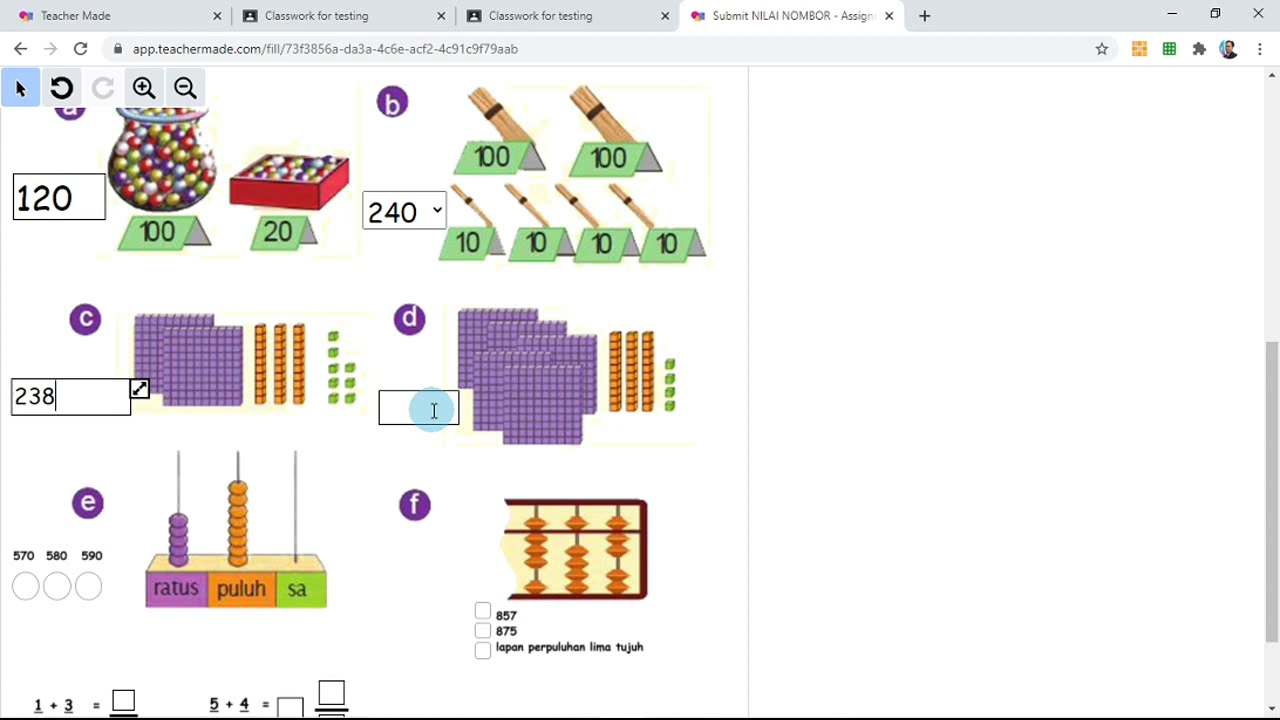 Teacher Made
Classwork for testing
Classwork for testing
Submit NILAI NOMBOR - Assign
app.teachermade.com/fill/73f3856a-da3a-4c6e-acf2-4c91c9f79aab
a
b
120
100
20
240
100
100
10
10
10
10
c
d
238
e
f
570 580 590
ratus puluh sa
857
875
lapan perpuluhan lima tujuh
1 + 3 =
5 + 4 =